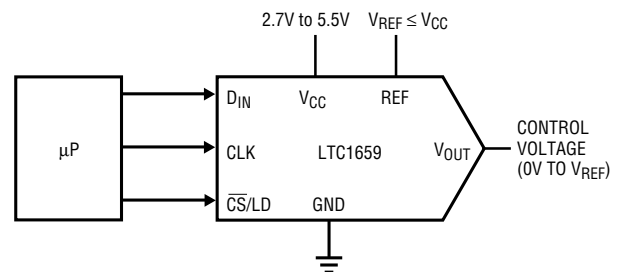 2.7V to 5.5V
VREF ≤ VCC
μP
DIN
VCC
REF
CLK
LTC1659
VOUT
CS/LD
GND
CONTROL
VOLTAGE
(0V TO VREF)